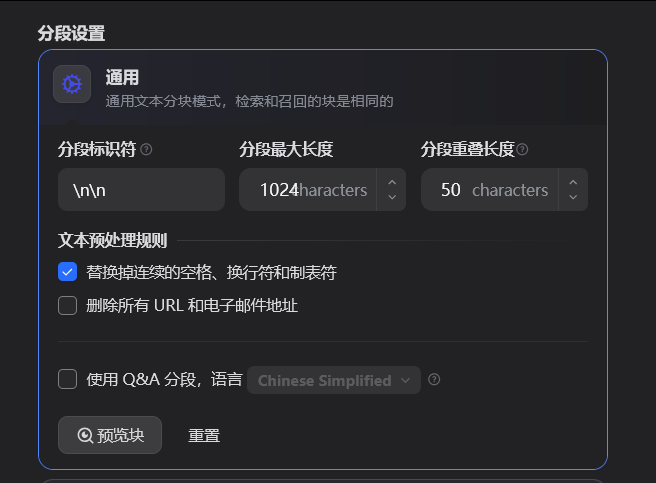 分段设置
通用
通用文本分块模式，检索和召回的块是相同的
分段标识符 分段最大长度 分段重叠长度
\n\n 1024 haracters 50 characters
文本预处理规则
替换掉连续的空格、换行符和制表符
删除所有 URL 和电子邮件地址
使用 Q&A 分段，语言 Chinese Simplified
预览块 重置